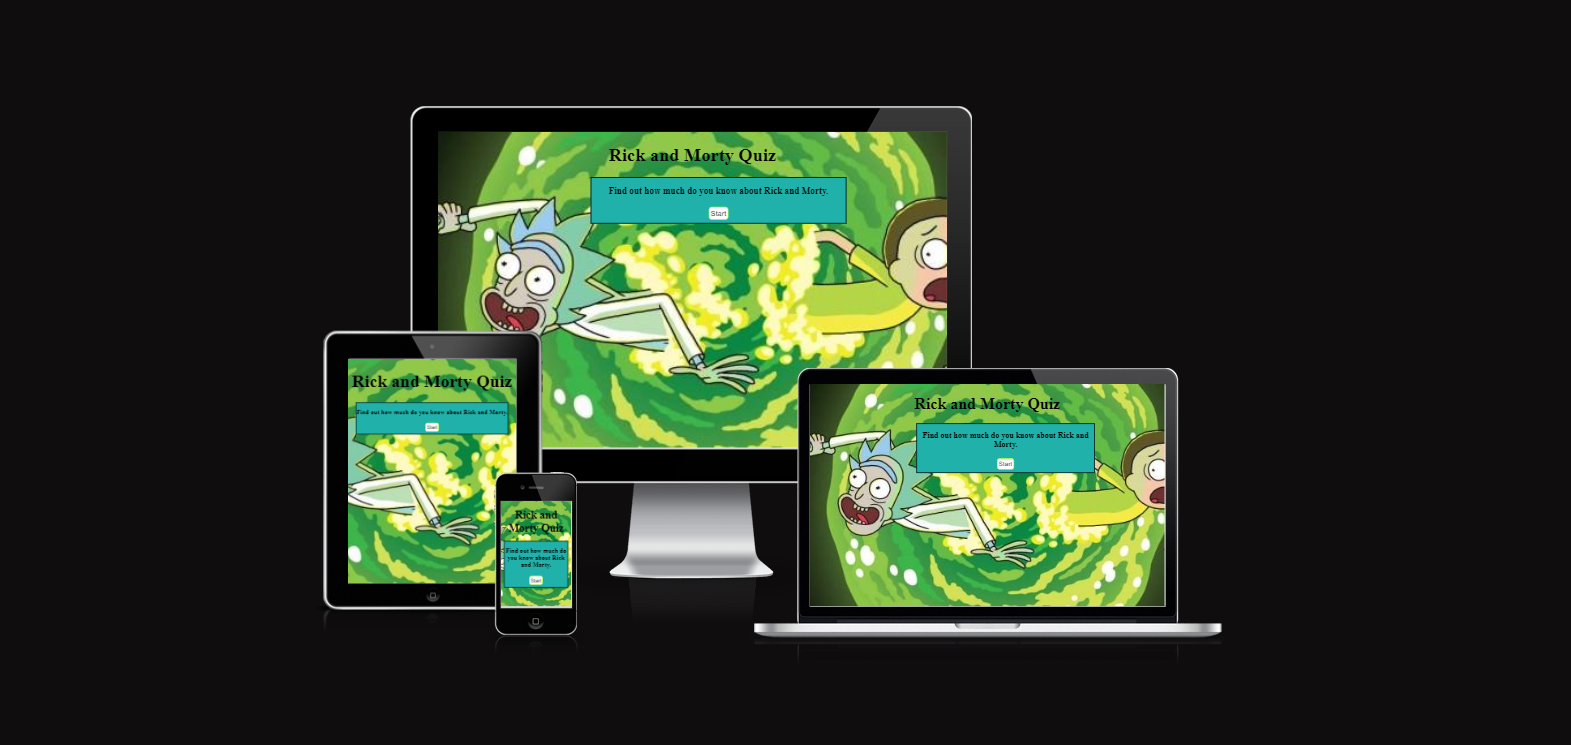 Rick and Morty Quiz
Find out how much do you know about Rick and Morty.
Start
Rick and Morty Quiz
Find out how much do you know about Rick and Morty.
Start
Rick and
Morty Quiz
Find out how much do
you know about Rick
and Morty.
Start
Rick and Morty Quiz
Find out how much do you know about Rick and
Morty.
Start